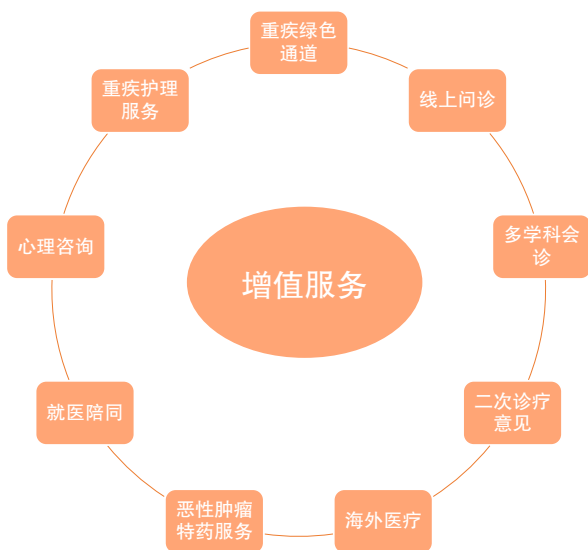 重疾绿色
通道
线上问诊
多学科会
诊
二次诊疗
意见
海外医疗
恶性肿瘤
特药服务
就医陪同
心理咨询
重疾护理
服务
增值服务